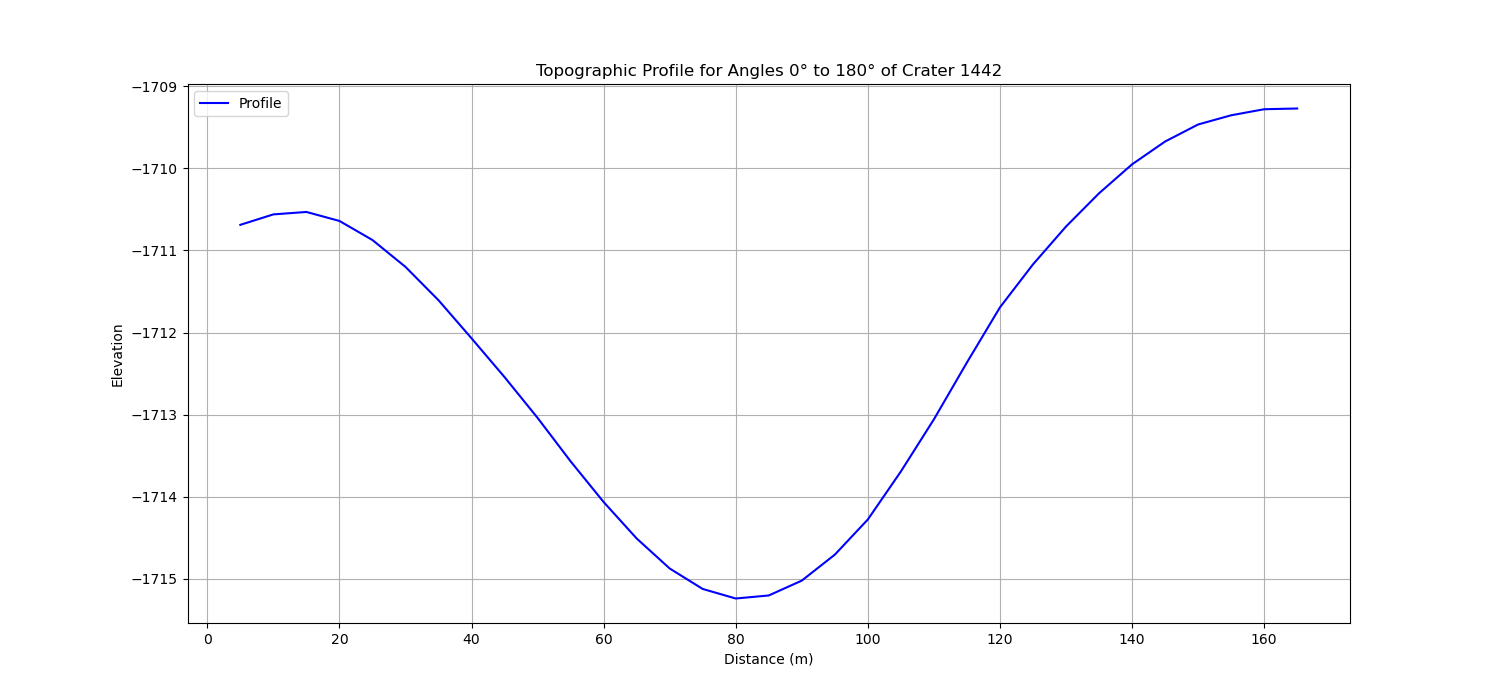 Topographic Profile for Angles 0° to 180° of Crater 1442
Profile
−1709
−1710
−1711
−1712
−1713
−1714
−1715
Elevation
0 20 40 60 80 100 120 140 160
Distance (m)